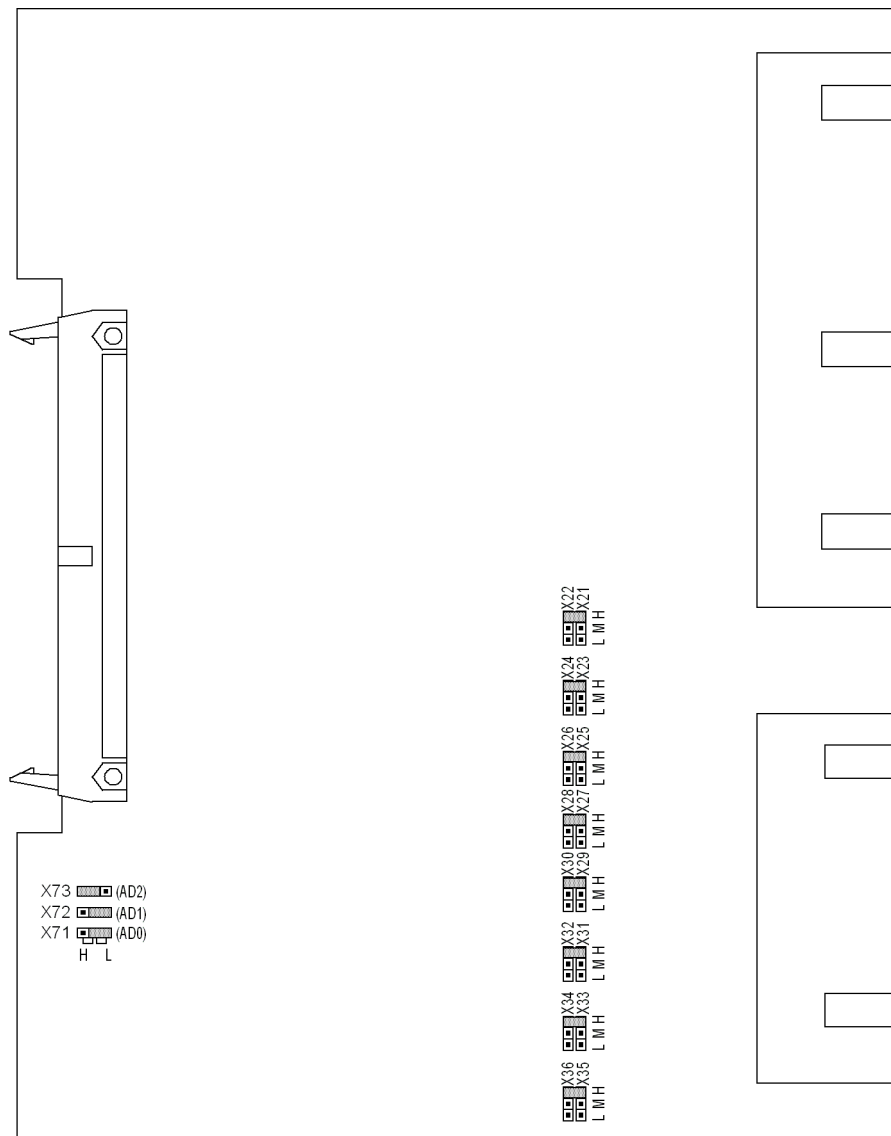 X22 X21
L M H
X24 X23
L M H
X26 X25
L M H
X28 X27
L M H
X30 X29
L M H
X32 X31
L M H
X34 X33
L M H
X36 X35
L M H
X73 (AD2)
X72 (AD1)
X71 (AD0)
H L